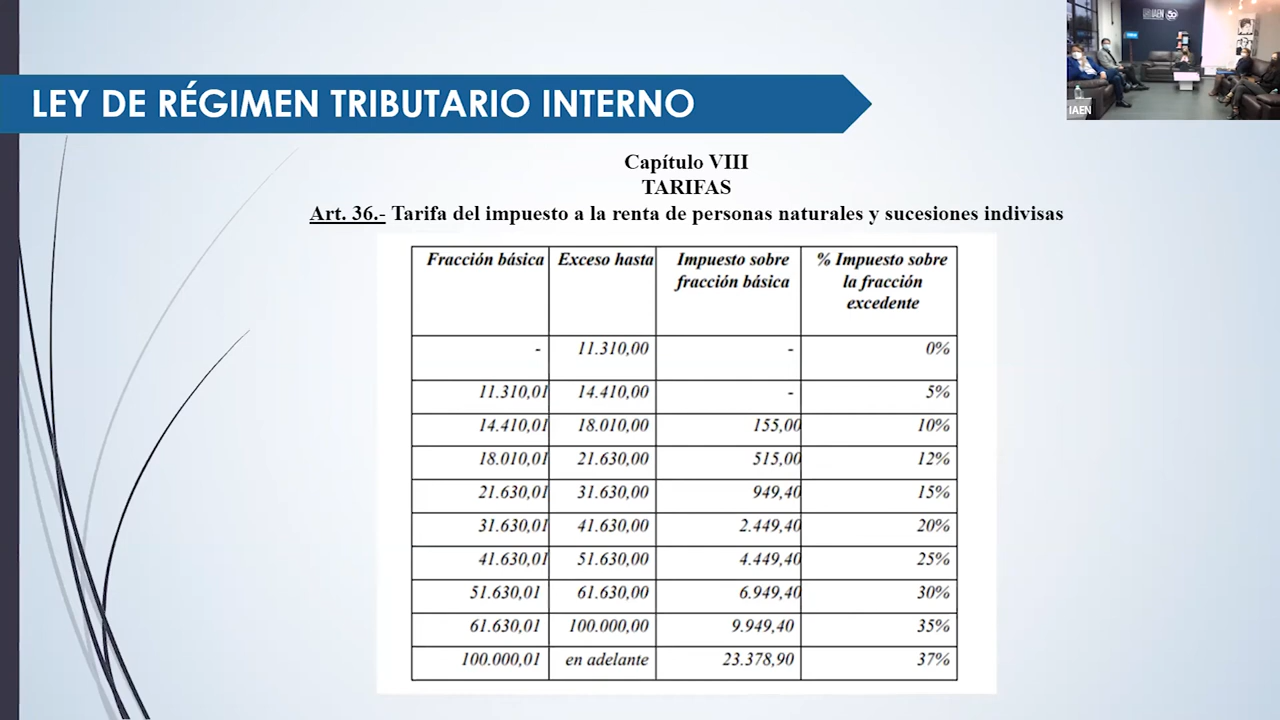 IAEN 50
IAEN
LEY DE RÉGIMEN TRIBUTARIO INTERNO
Capítulo VIII
TARIFAS
Art. 36.- Tarifa del impuesto a la renta de personas naturales y sucesiones indivisas
Fracción básica Exceso hasta Impuesto sobre fracción básica % Impuesto sobre la fracción excedente
- 11.310,00 - 0%
11.310,01 14.410,00 - 5%
14.410,01 18.010,00 155,00 10%
18.010,01 21.630,00 515,00 12%
21.630,01 31.630,00 949,40 15%
31.630,01 41.630,00 2.449,40 20%
41.630,01 51.630,00 4.449,40 25%
51.630,01 61.630,00 6.949,40 30%
61.630,01 100.000,00 9.949,40 35%
100.000,01 en adelante 23.378,90 37%